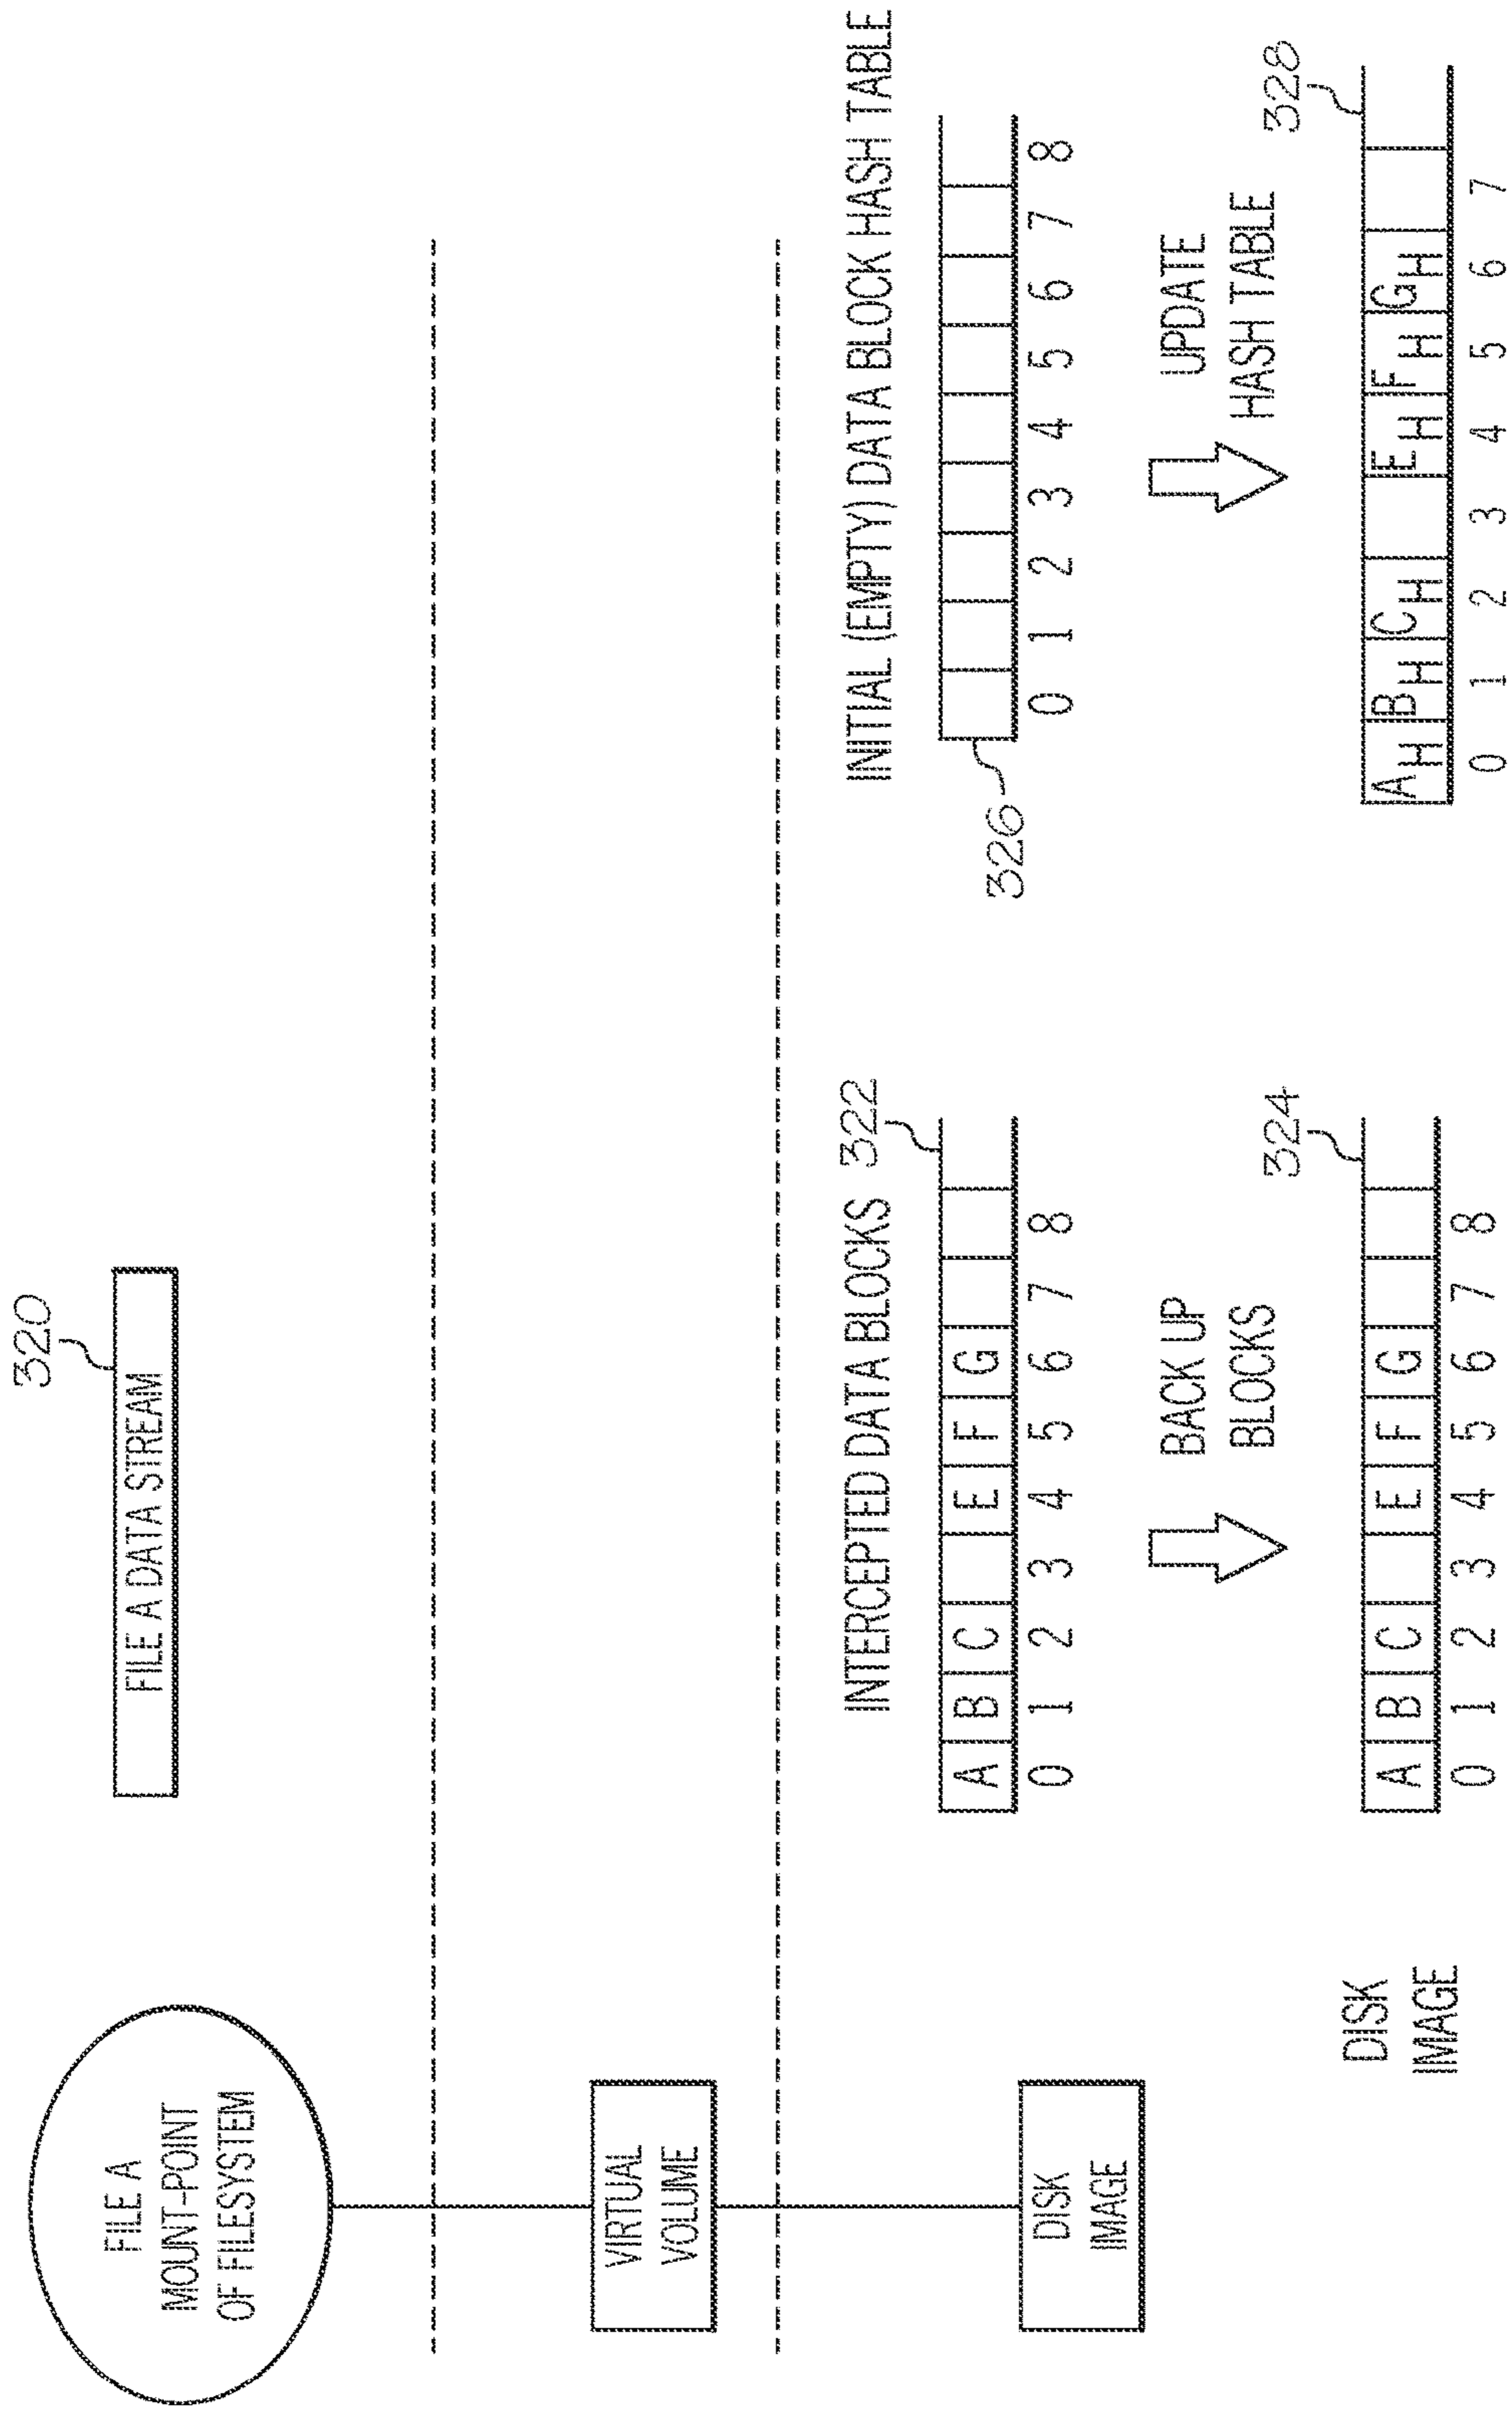 320
FILE A
MOUNT-POINT
OF FILESYSTEM
FILE A DATA STREAM
VIRTUAL
VOLUME
DISK
IMAGE
INTERCEPTED DATA BLOCKS 322
A B C E F G
0 1 2 3 4 5 6 7 8
BACK UP
BLOCKS
324
DISK
IMAGE
A B C E F G
0 1 2 3 4 5 6 7 8
INITIAL (EMPTY) DATA BLOCK HASH TABLE
326
0 1 2 3 4 5 6 7 8
UPDATE
HASH TABLE
328
AH BH CH EH FH GH
0 1 2 3 4 5 6 7